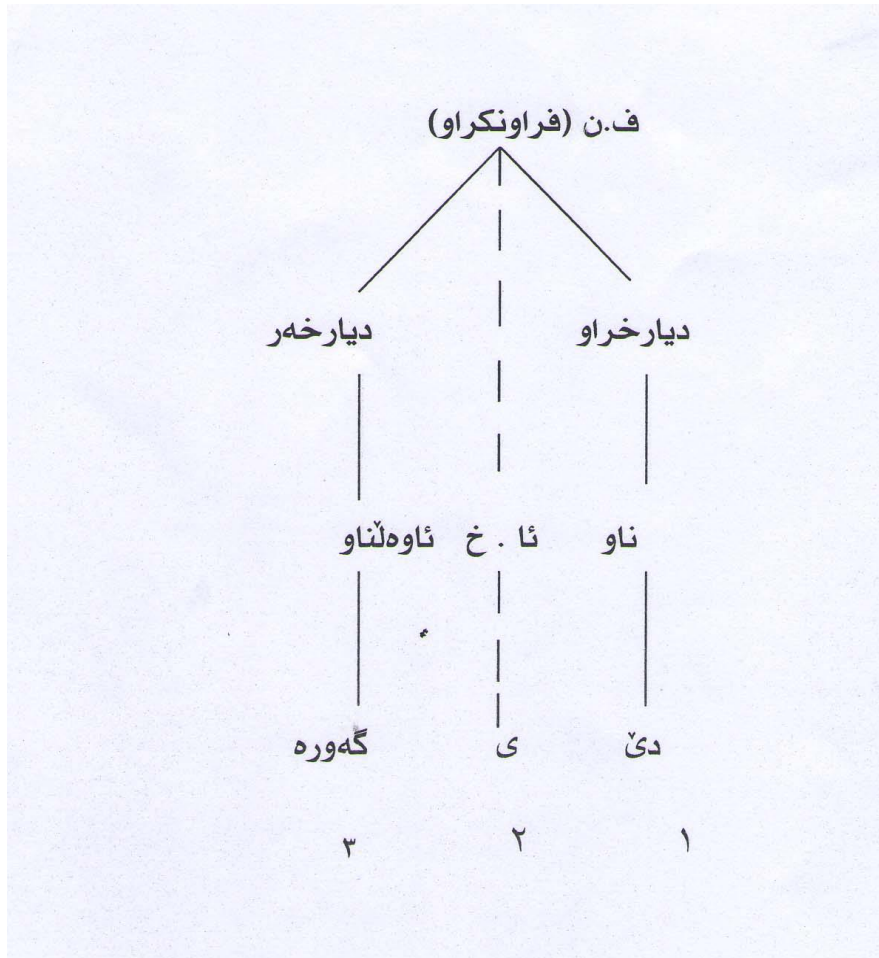 ف.ن (فراونکراو)
دیارخراو دیارخەر
ناو ئا . خ ئاوەڵناو
دێ ی گەورە
١ ٢ ٣